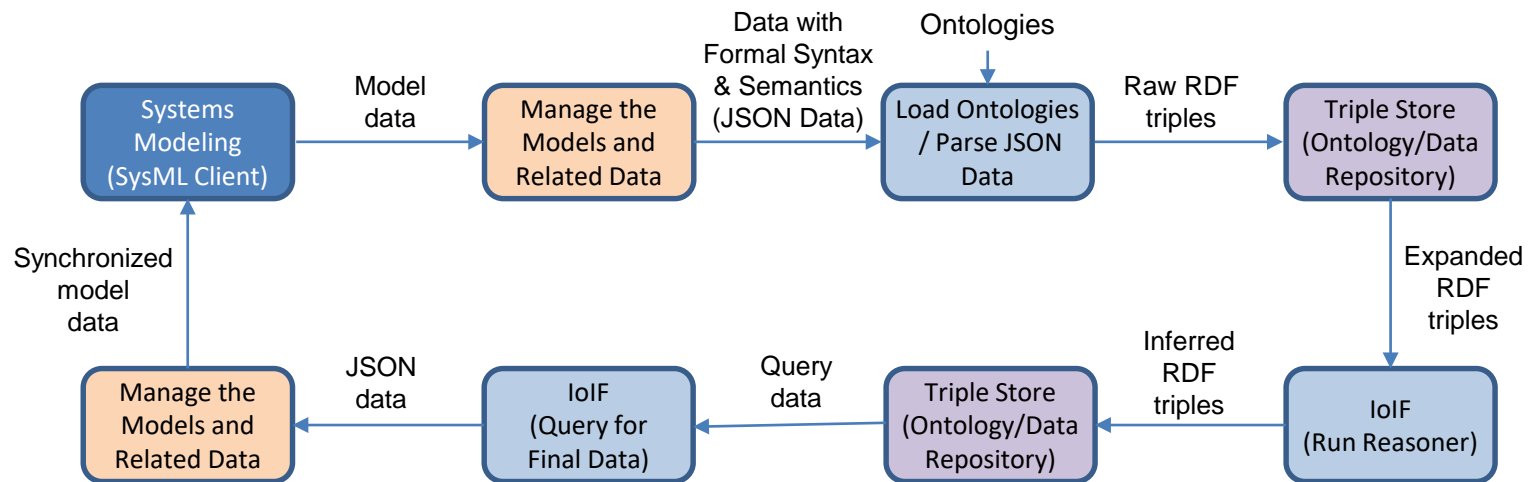 Systems
Modeling
(SysML Client)
Model
data
Manage the
Models and
Related Data
Data with
Formal Syntax
& Semantics
(JSON Data)
Ontologies
Load Ontologies
/ Parse JSON
Data
Raw RDF
triples
Triple Store
(Ontology/Data
Repository)
Expanded
RDF
triples
IoIF
(Run Reasoner)
Inferred
RDF
triples
Triple Store
(Ontology/Data
Repository)
Query
data
IoIF
(Query for
Final Data)
JSON
data
Manage the
Models and
Related Data
Synchronized
model
data